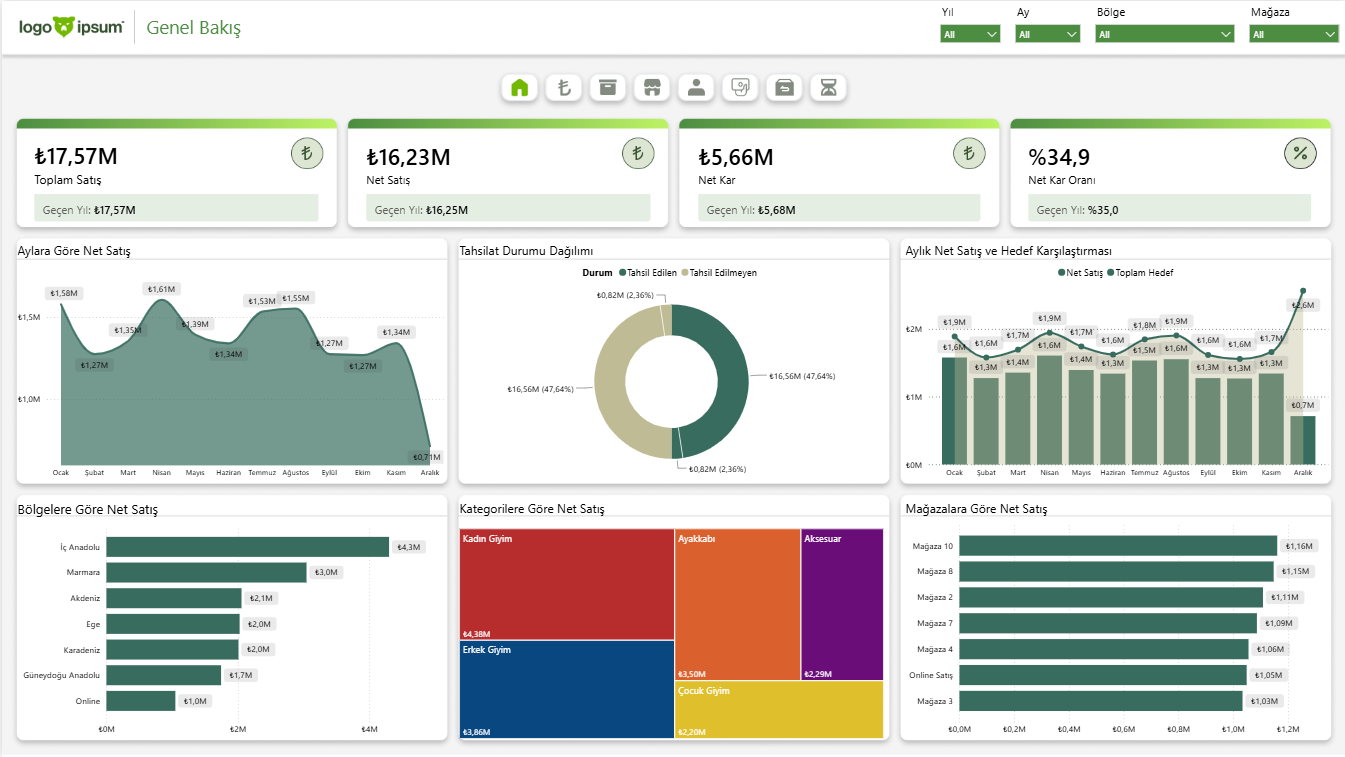 logo ipsum
Genel Bakış
Yıl
Ay
Bölge
Mağaza
All
All
All
All
₺17,57M
Toplam Satış
Geçen Yıl: ₺17,57M
₺16,23M
Net Satış
Geçen Yıl: ₺16,25M
₺5,66M
Net Kar
Geçen Yıl: ₺5,68M
%34,9
Net Kar Oranı
Geçen Yıl: %35,0
Aylara Göre Net Satış
₺1,5M
₺1,0M
₺1,58M
₺1,27M
₺1,35M
₺1,61M
₺1,39M
₺1,34M
₺1,53M
₺1,55M
₺1,27M
₺1,27M
₺1,34M
₺0,71M
Ocak Şubat Mart Nisan Mayıs Haziran Temmuz Ağustos Eylül Ekim Kasım Aralık
Tahsilat Durumu Dağılımı
Durum Tahsil Edilen Tahsil Edilmeyen
₺0,82M (2,36%)
₺16,56M (47,64%)
₺16,56M (47,64%)
₺0,82M (2,36%)
Aylık Net Satış ve Hedef Karşılaştırması
Net Satış Toplam Hedef
₺2M
₺1M
₺0M
₺1,9M ₺1,6M ₺1,7M ₺1,9M ₺1,7M ₺1,6M ₺1,8M ₺1,9M ₺1,6M ₺1,6M ₺1,7M ₺2,6M
₺1,6M ₺1,3M ₺1,4M ₺1,6M ₺1,4M ₺1,3M ₺1,5M ₺1,6M ₺1,3M ₺1,3M ₺1,3M ₺0,7M
Ocak Şubat Mart Nisan Mayıs Haziran Temmuz Ağustos Eylül Ekim Kasım Aralık
Bölgelere Göre Net Satış
İç Anadolu ₺4,3M
Marmara ₺3,0M
Akdeniz ₺2,1M
Ege ₺2,0M
Karadeniz ₺2,0M
Güneydoğu Anadolu ₺1,7M
Online ₺1,0M
₺0M ₺2M ₺4M
Kategorilere Göre Net Satış
Kadın Giyim
₺4,38M
Erkek Giyim
₺3,86M
Ayakkabı
₺3,50M
Aksesuar
₺2,29M
Çocuk Giyim
₺2,20M
Mağazalara Göre Net Satış
Mağaza 10 ₺1,16M
Mağaza 8 ₺1,15M
Mağaza 2 ₺1,11M
Mağaza 7 ₺1,09M
Mağaza 4 ₺1,06M
Online Satış ₺1,05M
Mağaza 3 ₺1,03M
₺0,0M ₺0,2M ₺0,4M ₺0,6M ₺0,8M ₺1,0M ₺1,2M